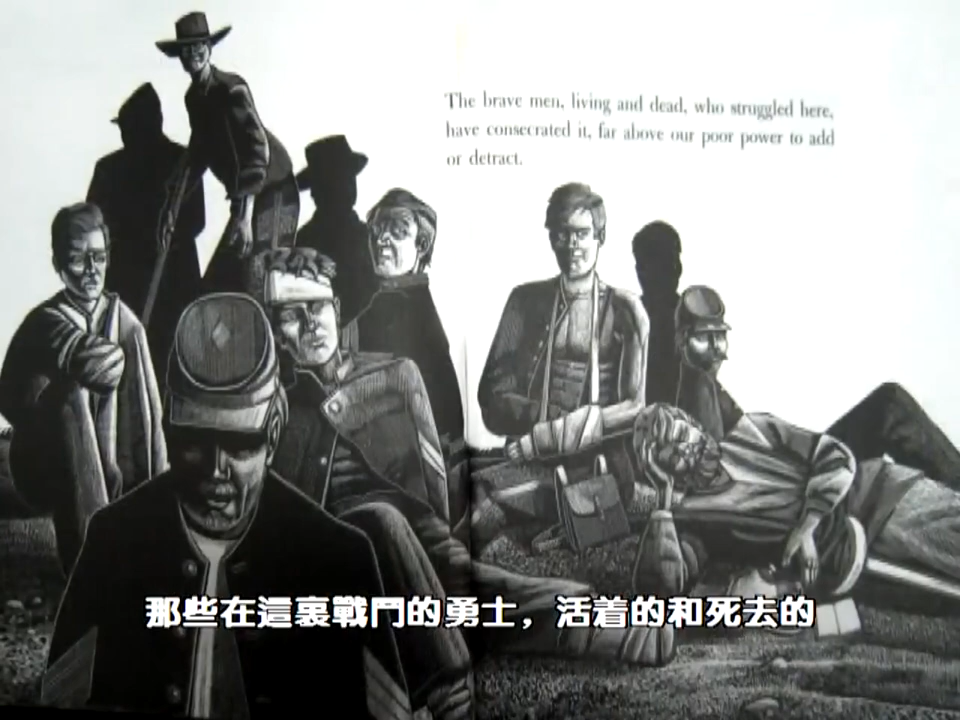 The brave men, living and dead, who struggled here,
have consecrated it, far above our poor power to add
or detract.
那些在這裏戰鬥的勇士，活着的和死去的